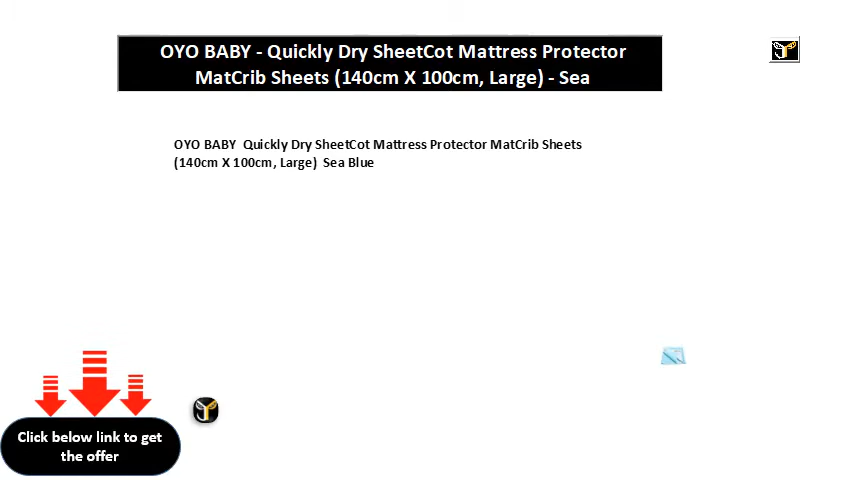 OYO BABY - Quickly Dry SheetCot Mattress Protector
MatCrib Sheets (140cm X 100cm, Large) - Sea
OYO BABY  Quickly Dry SheetCot Mattress Protector MatCrib Sheets
(140cm X 100cm, Large)  Sea Blue
Click below link to get
the offer